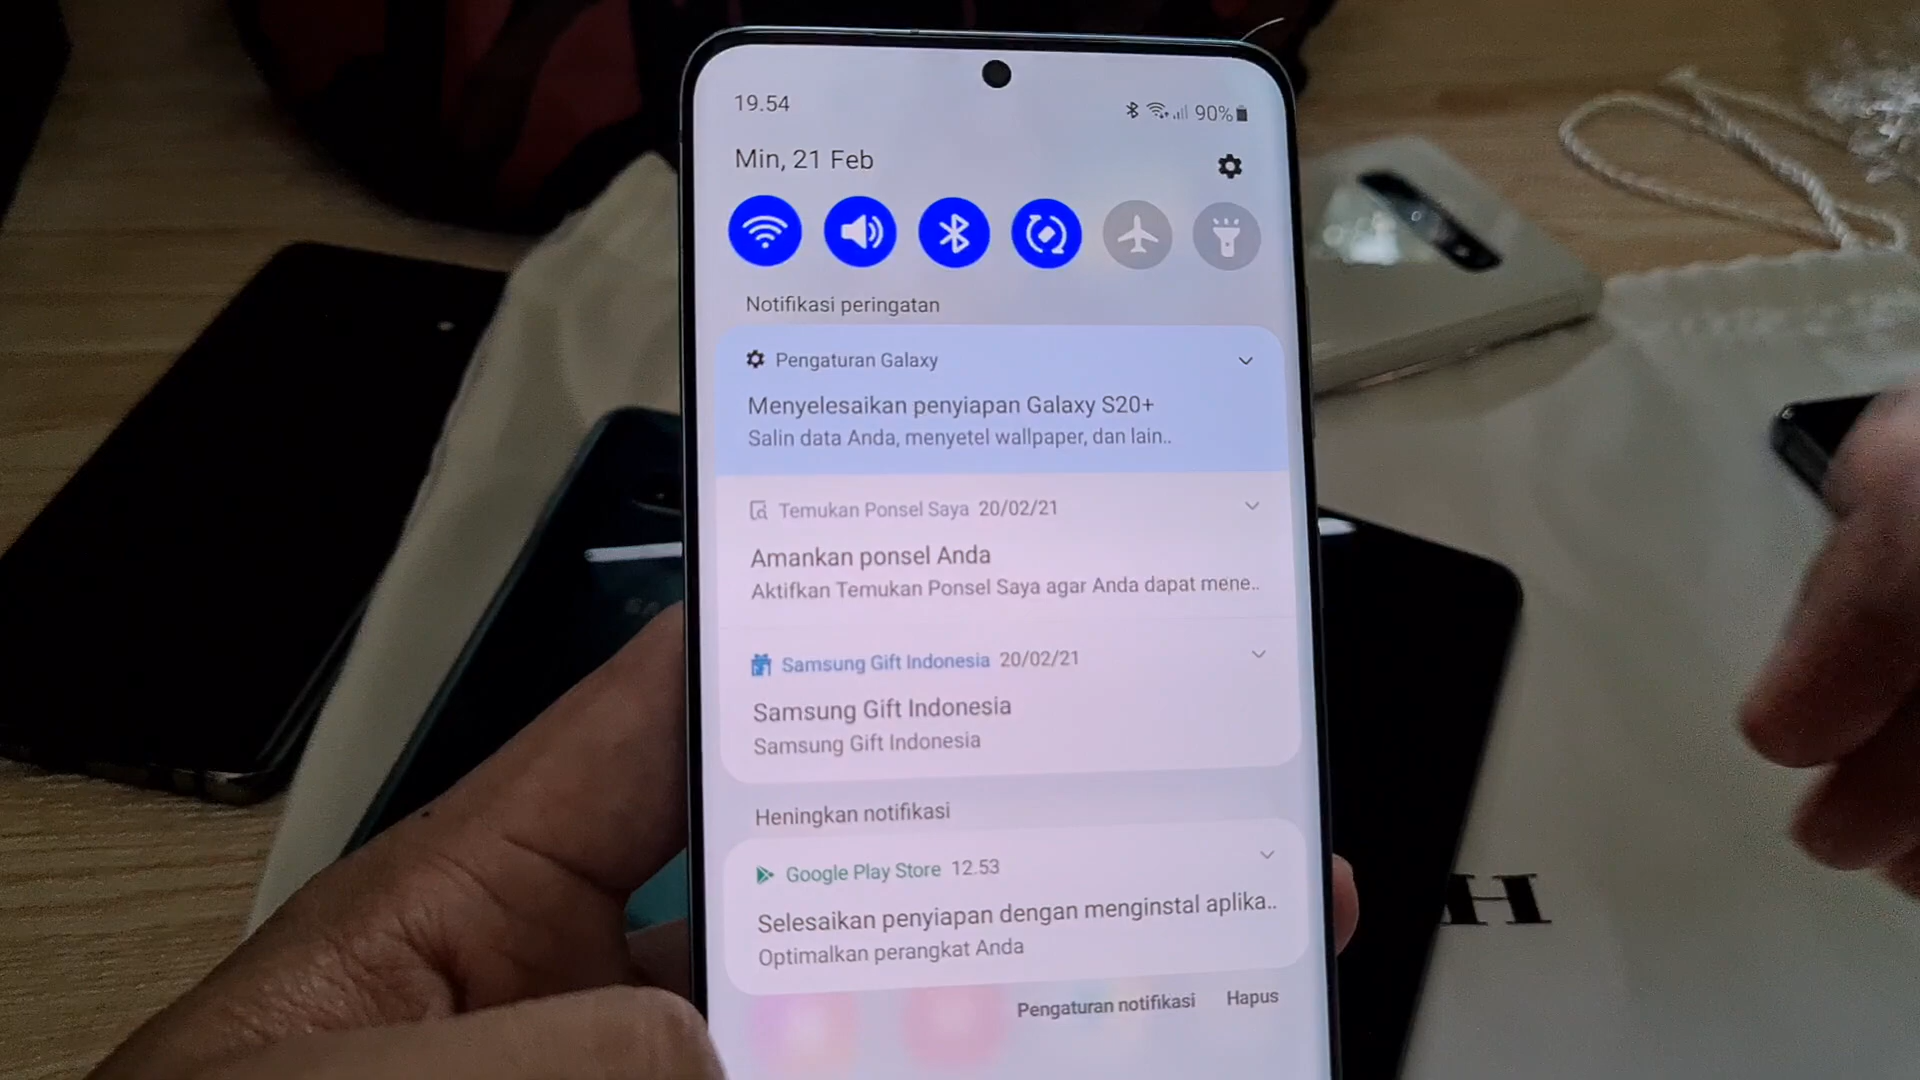 19.54
90%
Min, 21 Feb
Notifikasi peringatan
Pengaturan Galaxy
Menyelesaikan penyiapan Galaxy S20+
Salin data Anda, menyetel wallpaper, dan lain..
Temukan Ponsel Saya 20/02/21
Amankan ponsel Anda
Aktifkan Temukan Ponsel Saya agar Anda dapat mene..
Samsung Gift Indonesia 20/02/21
Samsung Gift Indonesia
Samsung Gift Indonesia
Heningkan notifikasi
Google Play Store 12.53
Selesaikan penyiapan dengan menginstal aplika..
Optimalkan perangkat Anda
Pengaturan notifikasi Hapus
H